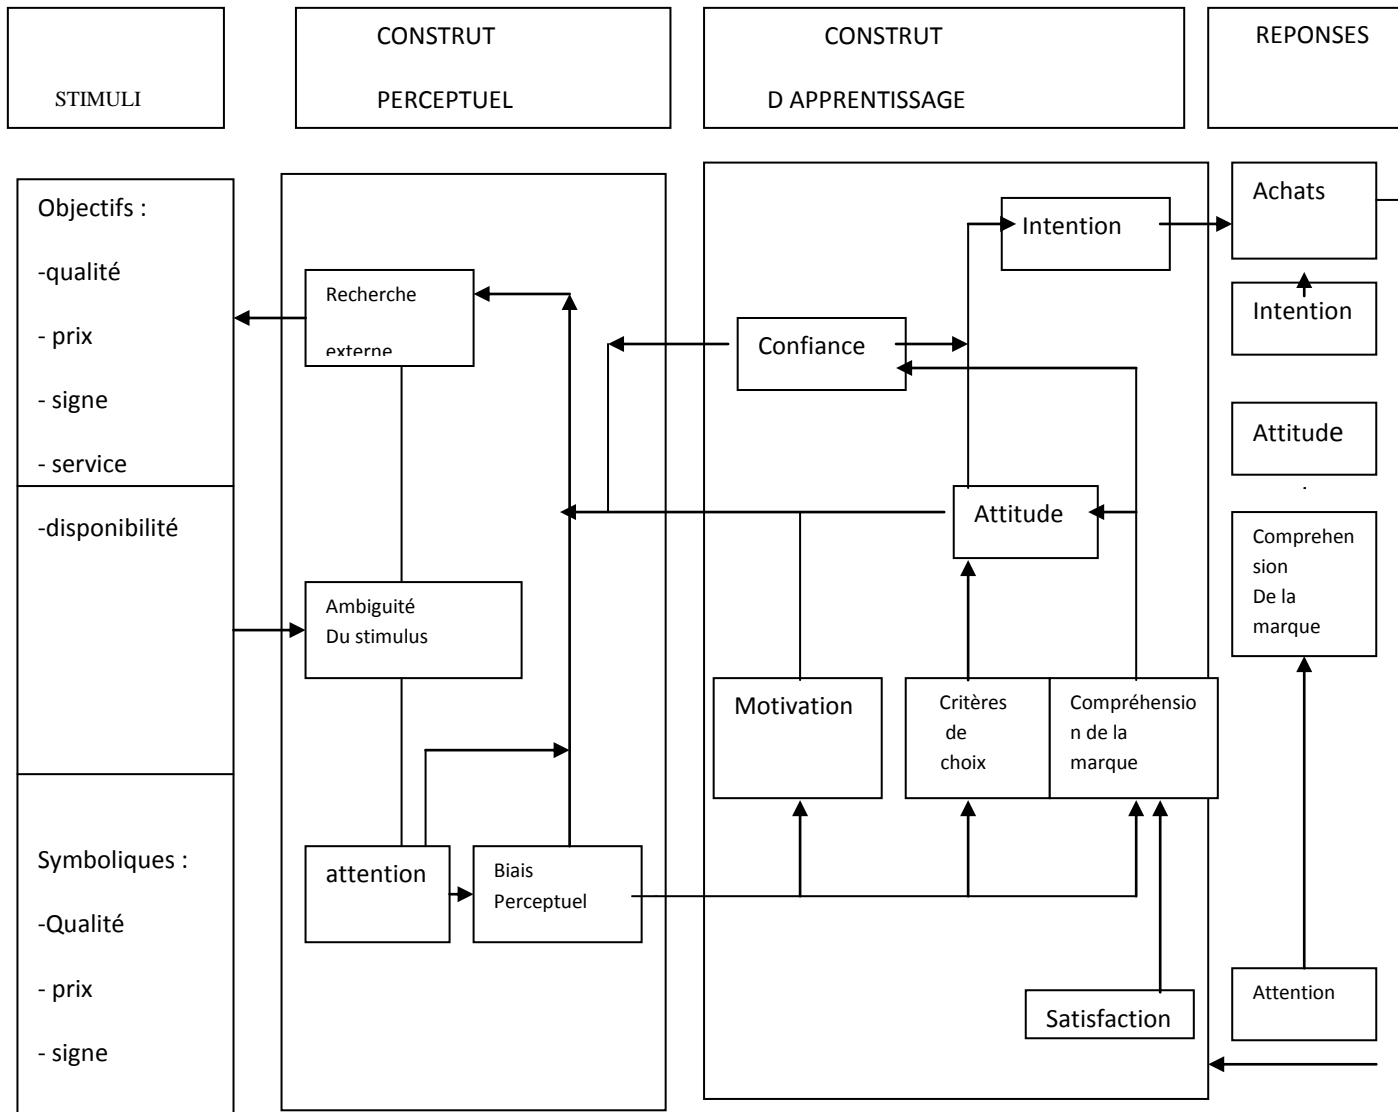 STIMULI
CONSTRUT
PERCEPTUEL
CONSTRUT
D APPRENTISSAGE
REPONSES
Objectifs :
-qualité
- prix
- signe
- service
-disponibilité
Symboliques :
-Qualité
- prix
- signe
Recherche
externe
Ambiguité
Du stimulus
attention
Biais
Perceptuel
Intention
Confiance
Attitude
Motivation
Critères
de
choix
Compréhensio
n de la
marque
Satisfaction
Achats
Intention
Attitude
.
Comprehen
sion
De la
marque
Attention